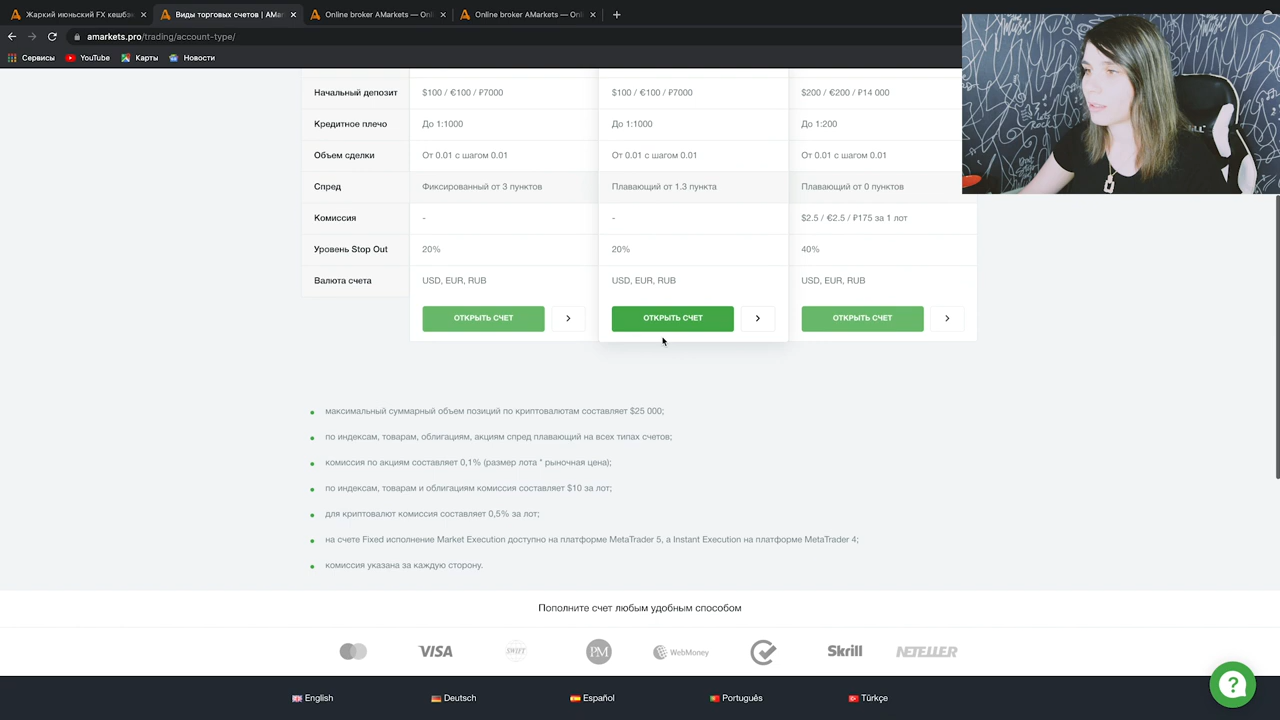 Жаркий июньский FX кешбэ
Виды торговых счетов | AMar
Online broker AMarkets — Onl
Online broker AMarkets — Onl
amarkets.pro/trading/account-type/
Сервисы
YouTube
Карты
Новости
Начальный депозит
$100 / €100 / ₽7000
$100 / €100 / ₽7000
$200 / €200 / ₽14 000
Кредитное плечо
До 1:1000
До 1:1000
До 1:200
Объем сделки
От 0.01 с шагом 0.01
От 0.01 с шагом 0.01
От 0.01 с шагом 0.01
Спред
Фиксированный от 3 пунктов
Плавающий от 1.3 пункта
Плавающий от 0 пунктов
Комиссия
-
-
$2.5 / €2.5 / ₽175 за 1 лот
Уровень Stop Out
20%
20%
40%
Валюта счета
USD, EUR, RUB
USD, EUR, RUB
USD, EUR, RUB
ОТКРЫТЬ СЧЕТ
ОТКРЫТЬ СЧЕТ
ОТКРЫТЬ СЧЕТ
максимальный суммарный объем позиций по криптовалютам составляет $25 000;
по индексам, товарам, облигациям, акциям спред плавающий на всех типах счетов;
комиссия по акциям составляет 0,1% (размер лота * рыночная цена);
по индексам, товарам и облигациям комиссия составляет $10 за лот;
для криптовалют комиссия составляет 0,5% за лот;
на счете Fixed исполнение Market Execution доступно на платформе MetaTrader 5, а Instant Execution на платформе MetaTrader 4;
комиссия указана за каждую сторону.
Пополните счет любым удобным способом
VISA
SWIFT
PM
WebMoney
Skrill
NETELLER
English
Deutsch
Español
Português
Türkçe